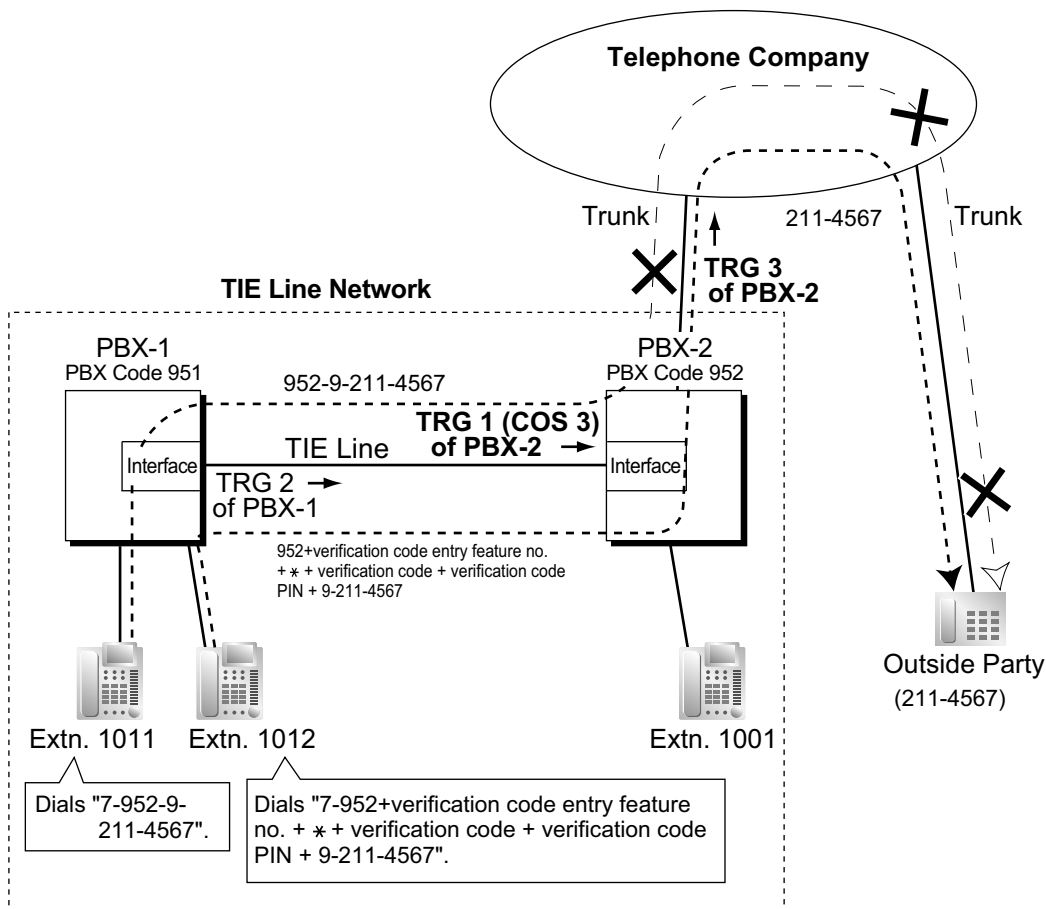 Telephone Company
Trunk
211-4567
Trunk
TRG 3
of PBX-2
TIE Line Network
PBX-1
PBX Code 951
PBX-2
PBX Code 952
952-9-211-4567
TRG 1 (COS 3)
of PBX-2
TIE Line
Interface
Interface
TRG 2
of PBX-1
952+verification code entry feature no.
+ * + verification code + verification code
PIN + 9-211-4567
Outside Party
(211-4567)
Extn. 1011
Extn. 1012
Extn. 1001
Dials "7-952-9-
211-4567".
Dials "7-952+verification code entry feature
no. + * + verification code + verification code
PIN + 9-211-4567".